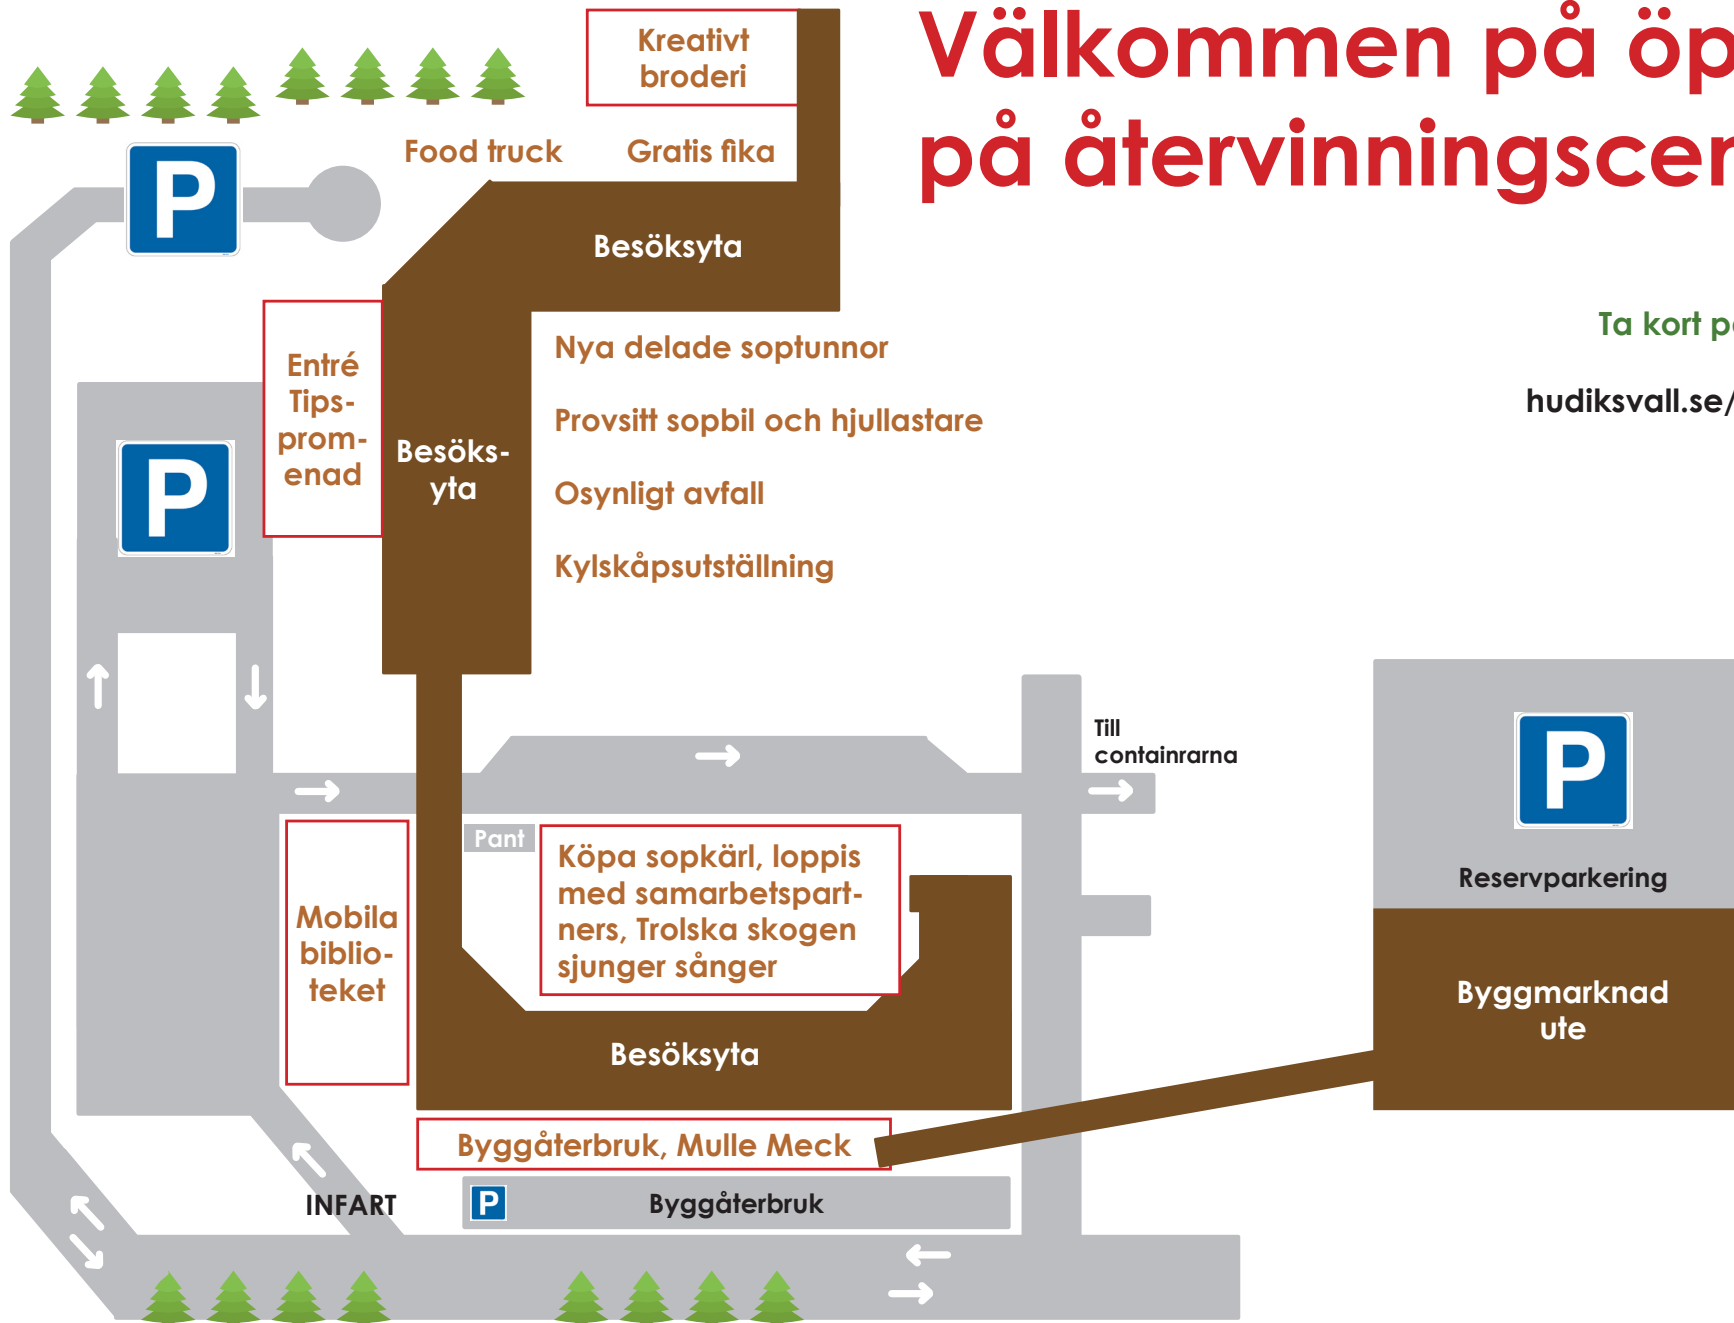 Välkommen på öp
på återvinningscen
Kreativt
broderi
Food truck
Gratis fika
P
Besöksyta
Ta kort p
hudiksvall.se/
Entré
Tips-
prom-
enad
Besöks-
yta
Nya delade soptunnor
Provsitt sopbil och hjullastare
Osynligt avfall
Kylskåpsutställning
P
Till
containrarna
P
Reservparkering
Pant
Köpa sopkärl, loppis
med samarbetspart-
ners, Trolska skogen
sjunger sånger
Mobila
biblio-
teket
Byggmarknad
ute
Besöksyta
Byggåterbruk, Mulle Meck
INFART
P
Byggåterbruk